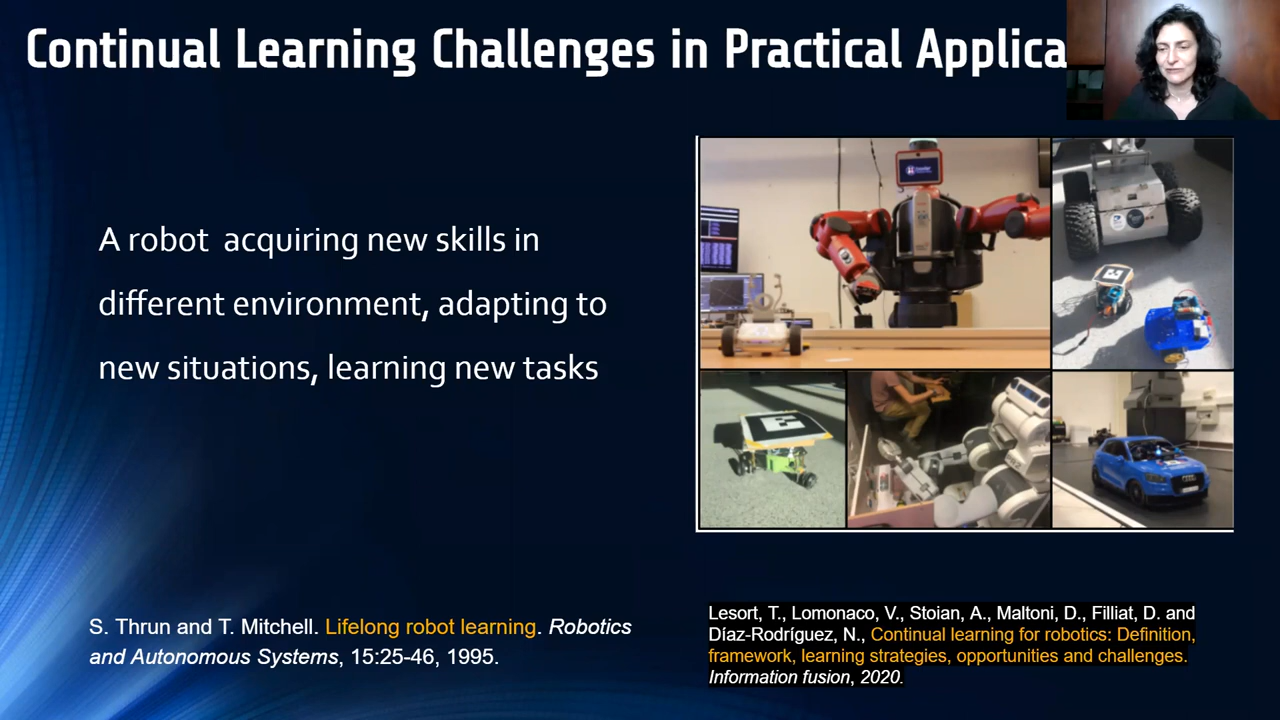 Continual Learning Challenges in Practical Applica
A robot acquiring new skills in
different environment, adapting to
new situations, learning new tasks
S. Thrun and T. Mitchell. Lifelong robot learning. Robotics
and Autonomous Systems, 15:25-46, 1995.
Lesort, T., Lomonaco, V., Stoian, A., Maltoni, D., Filliat, D. and
Díaz-Rodríguez, N., Continual learning for robotics: Definition,
framework, learning strategies, opportunities and challenges.
Information fusion, 2020.